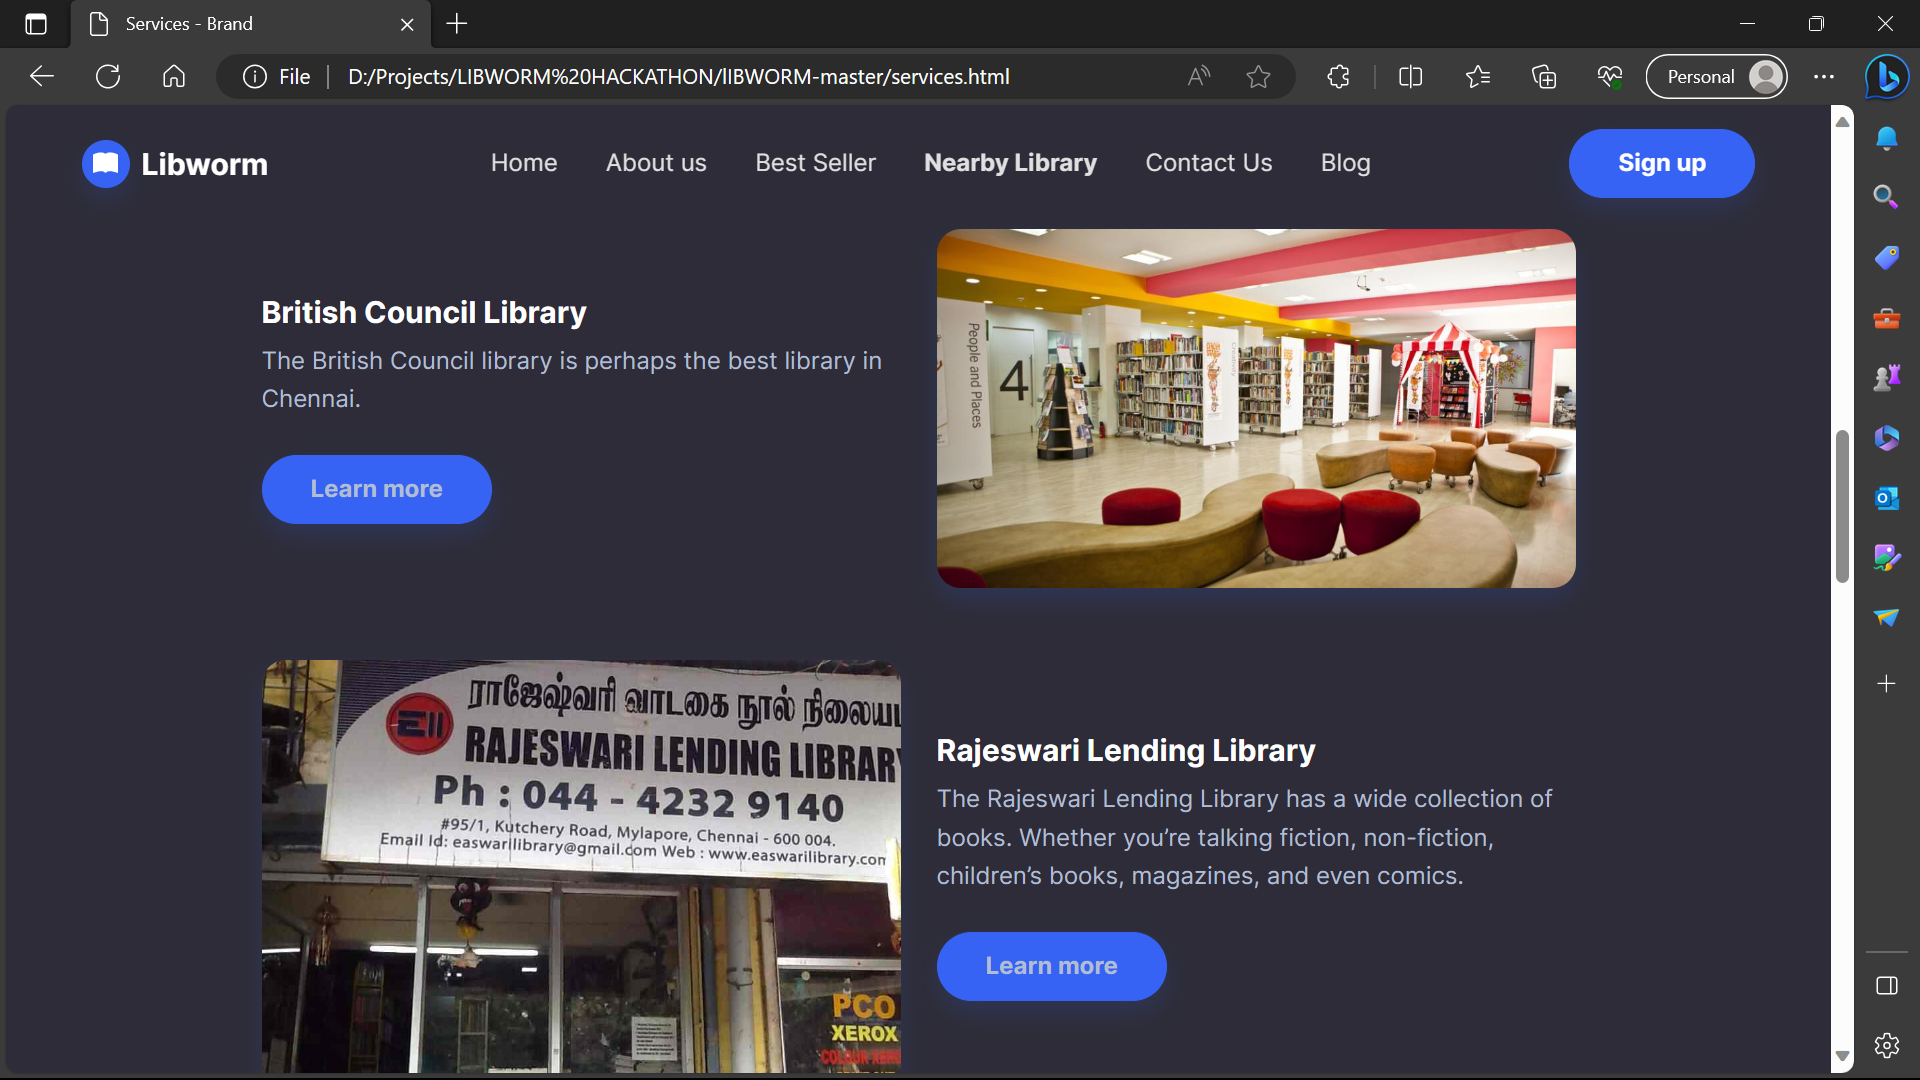 Services - Brand
File
D:/Projects/LIBWORM%20HACKATHON/lIBWORM-master/services.html
Personal
Libworm
Home
About us
Best Seller
Nearby Library
Contact Us
Blog
Sign up
British Council Library
The British Council library is perhaps the best library in
Chennai.
Learn more
People and Places
4
ராஜேஷ்வரி வாடகை நூல்
RAJESWARI LENDING LIBRARY
Ph : 044 - 4232 9140
#95/1, Kutchery Road, Mylapore, Chennai - 600 004.
Email Id: easwarilibrary@gmail.com Web : www.easwarilibrary.com
PCO
XEROX
Rajeswari Lending Library
The Rajeswari Lending Library has a wide collection of
books. Whether you’re talking fiction, non-fiction,
children’s books, magazines, and even comics.
Learn more